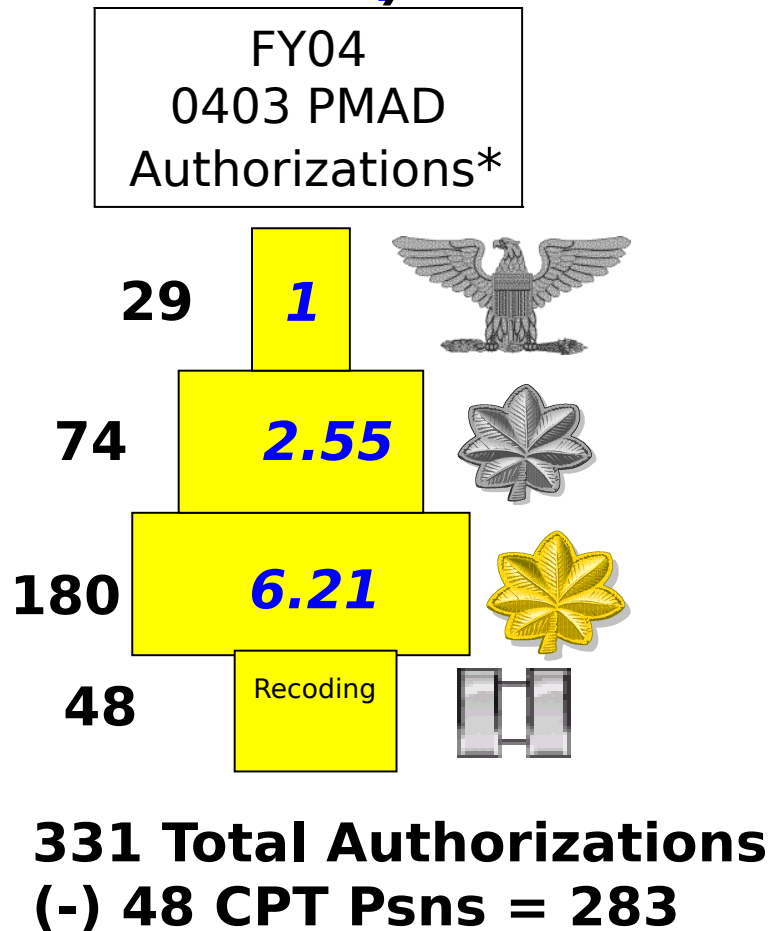 FY04
0403 PMAD
Authorizations*
29 1
74 2.55
180 6.21
48 Recoding
331 Total Authorizations
(-) 48 CPT Psns = 283